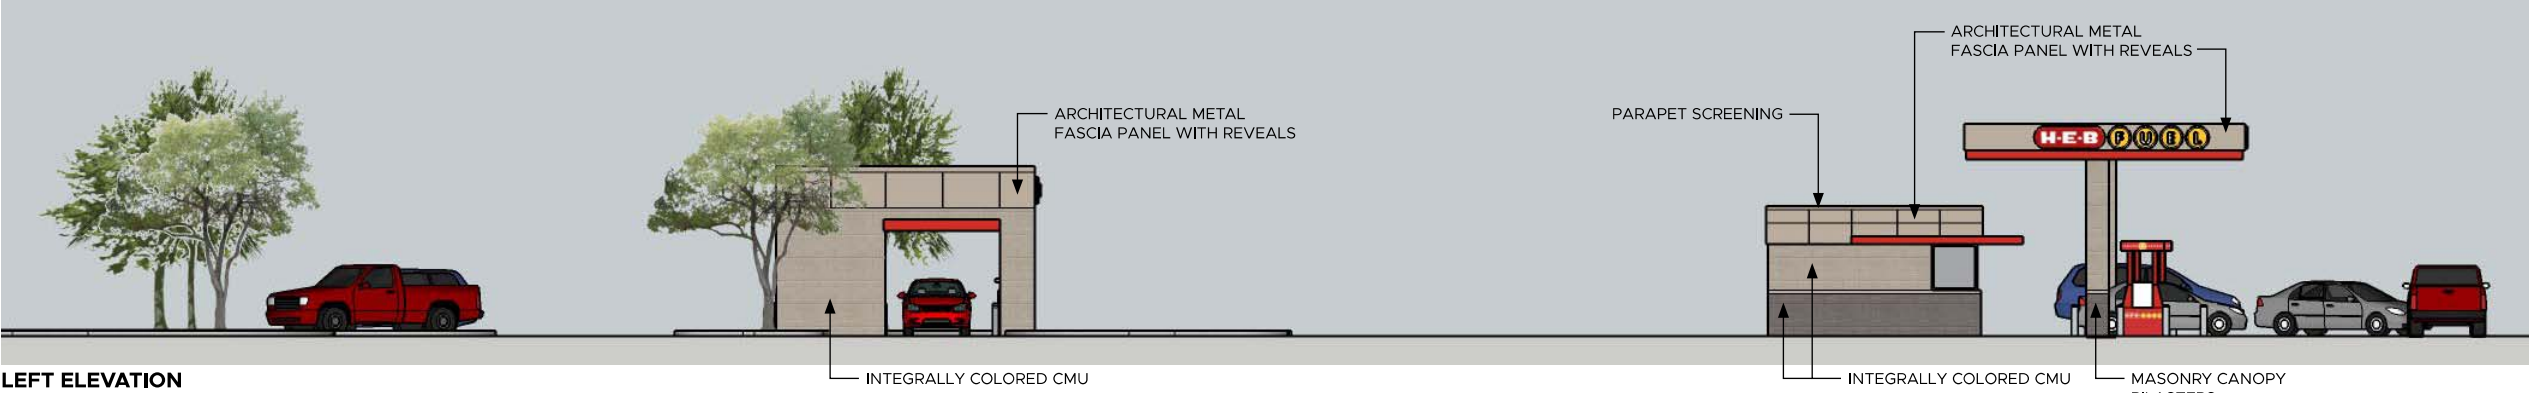 ARCHITECTURAL METAL
FASCIA PANEL WITH REVEALS
ARCHITECTURAL METAL
FASCIA PANEL WITH REVEALS
PARAPET SCREENING
H-E-B FUEL
LEFT ELEVATION
INTEGRALLY COLORED CMU
INTEGRALLY COLORED CMU
MASONRY CANOPY